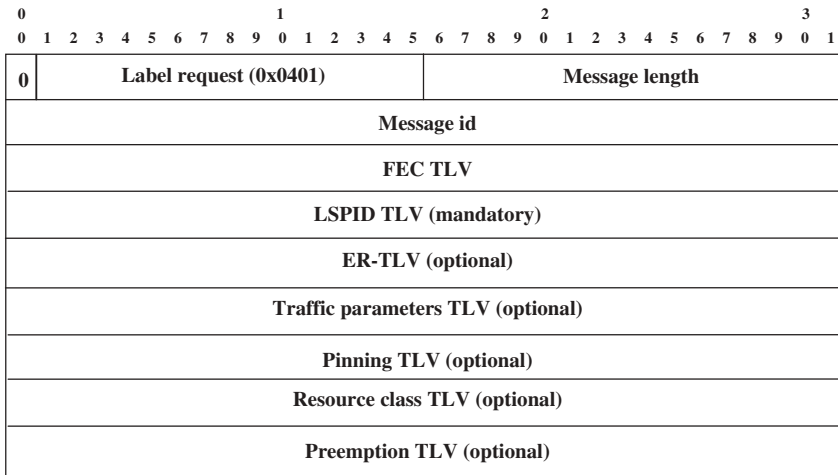 0 1 2 3
0 1 2 3 4 5 6 7 8 9 0 1 2 3 4 5 6 7 8 9 0 1 2 3 4 5 6 7 8 9 0 1
0 Label request (0x0401) Message length
Message id
FEC TLV
LSPID TLV (mandatory)
ER-TLV (optional)
Traffic parameters TLV (optional)
Pinning TLV (optional)
Resource class TLV (optional)
Preemption TLV (optional)